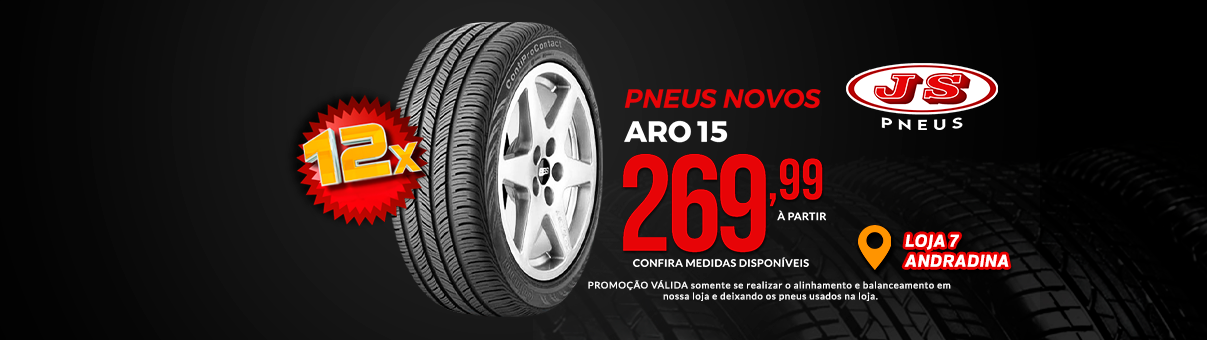 12x
ContiProContact
PNEUS NOVOS
ARO 15
269,99
À PARTIR
CONFIRA MEDIDAS DISPONÍVEIS
PROMOÇÃO VÁLIDA somente se realizar o alinhamento e balanceamento em
nossa loja e deixando os pneus usados na loja.
JS
PNEUS
LOJA 7
ANDRADINA